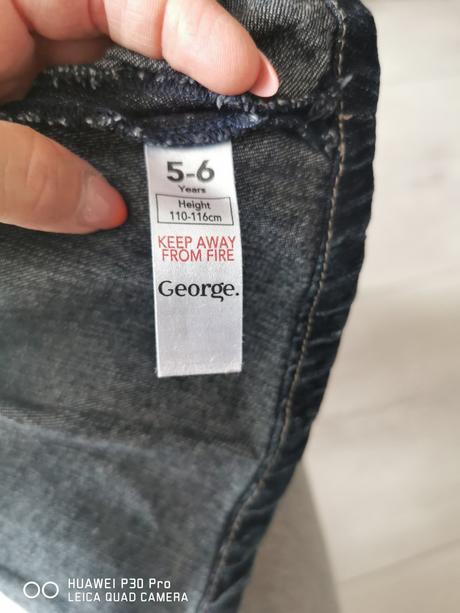 5-6
Years
Height
110-116cm
KEEP AWAY
FROM FIRE
George.
HUAWEI P30 Pro
LEICA QUAD CAMERA